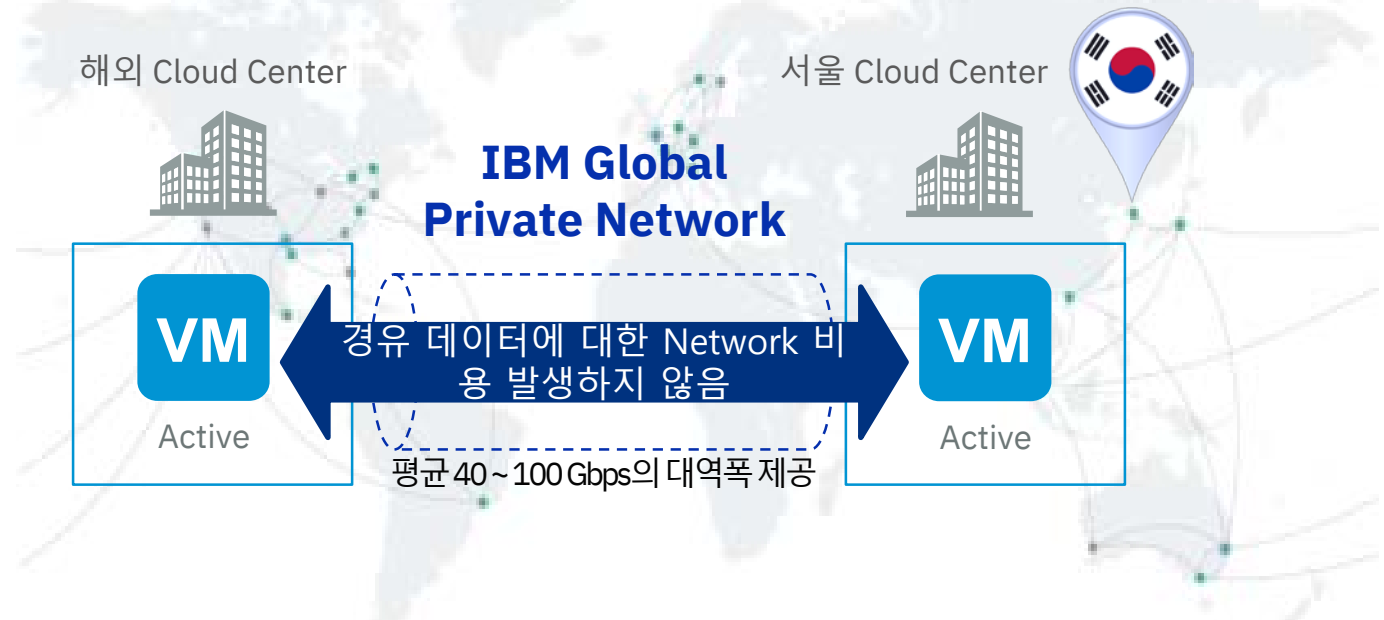 해외 Cloud Center
서울 Cloud Center
IBM Global
Private Network
VM
경유 데이터에 대한 Network 비
용 발생하지 않음
VM
Active
Active
평균 40 ~ 100 Gbps의 대역폭 제공